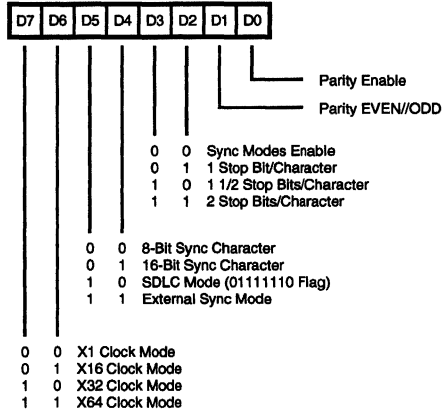 D7 D6 D5 D4 D3 D2 D1 D0
Parity Enable
Parity EVEN//ODD
0 0 Sync Modes Enable
0 1 1 Stop Bit/Character
1 0 1 1/2 Stop Bits/Character
1 1 2 Stop Bits/Character
0 0 8-Bit Sync Character
0 1 16-Bit Sync Character
1 0 SDLC Mode (01111110 Flag)
1 1 External Sync Mode
0 0 X1 Clock Mode
0 1 X16 Clock Mode
1 0 X32 Clock Mode
1 1 X64 Clock Mode